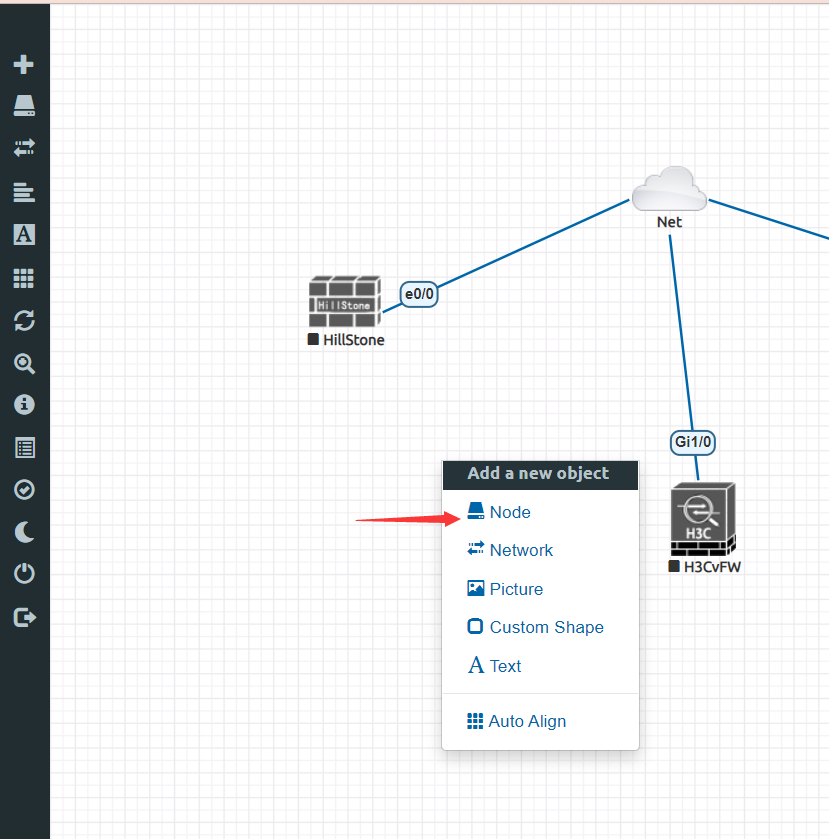 Net
HillStone
e0/0
HillStone
Gi1/0
H3C
H3CvFW
Add a new object
Node
Network
Picture
Custom Shape
A Text
Auto Align
A